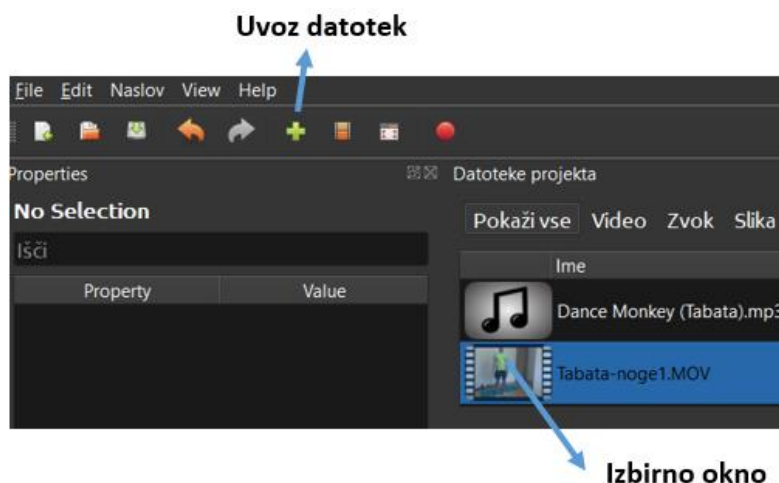 Uvoz datotek
File Edit Naslov View Help
Properties
Datoteke projekta
No Selection
Pokaži vse Video Zvok Slika
Išči
Ime
Property Value
Dance Monkey (Tabata).mp3
Tabata-noge1.MOV
Izbirno okno